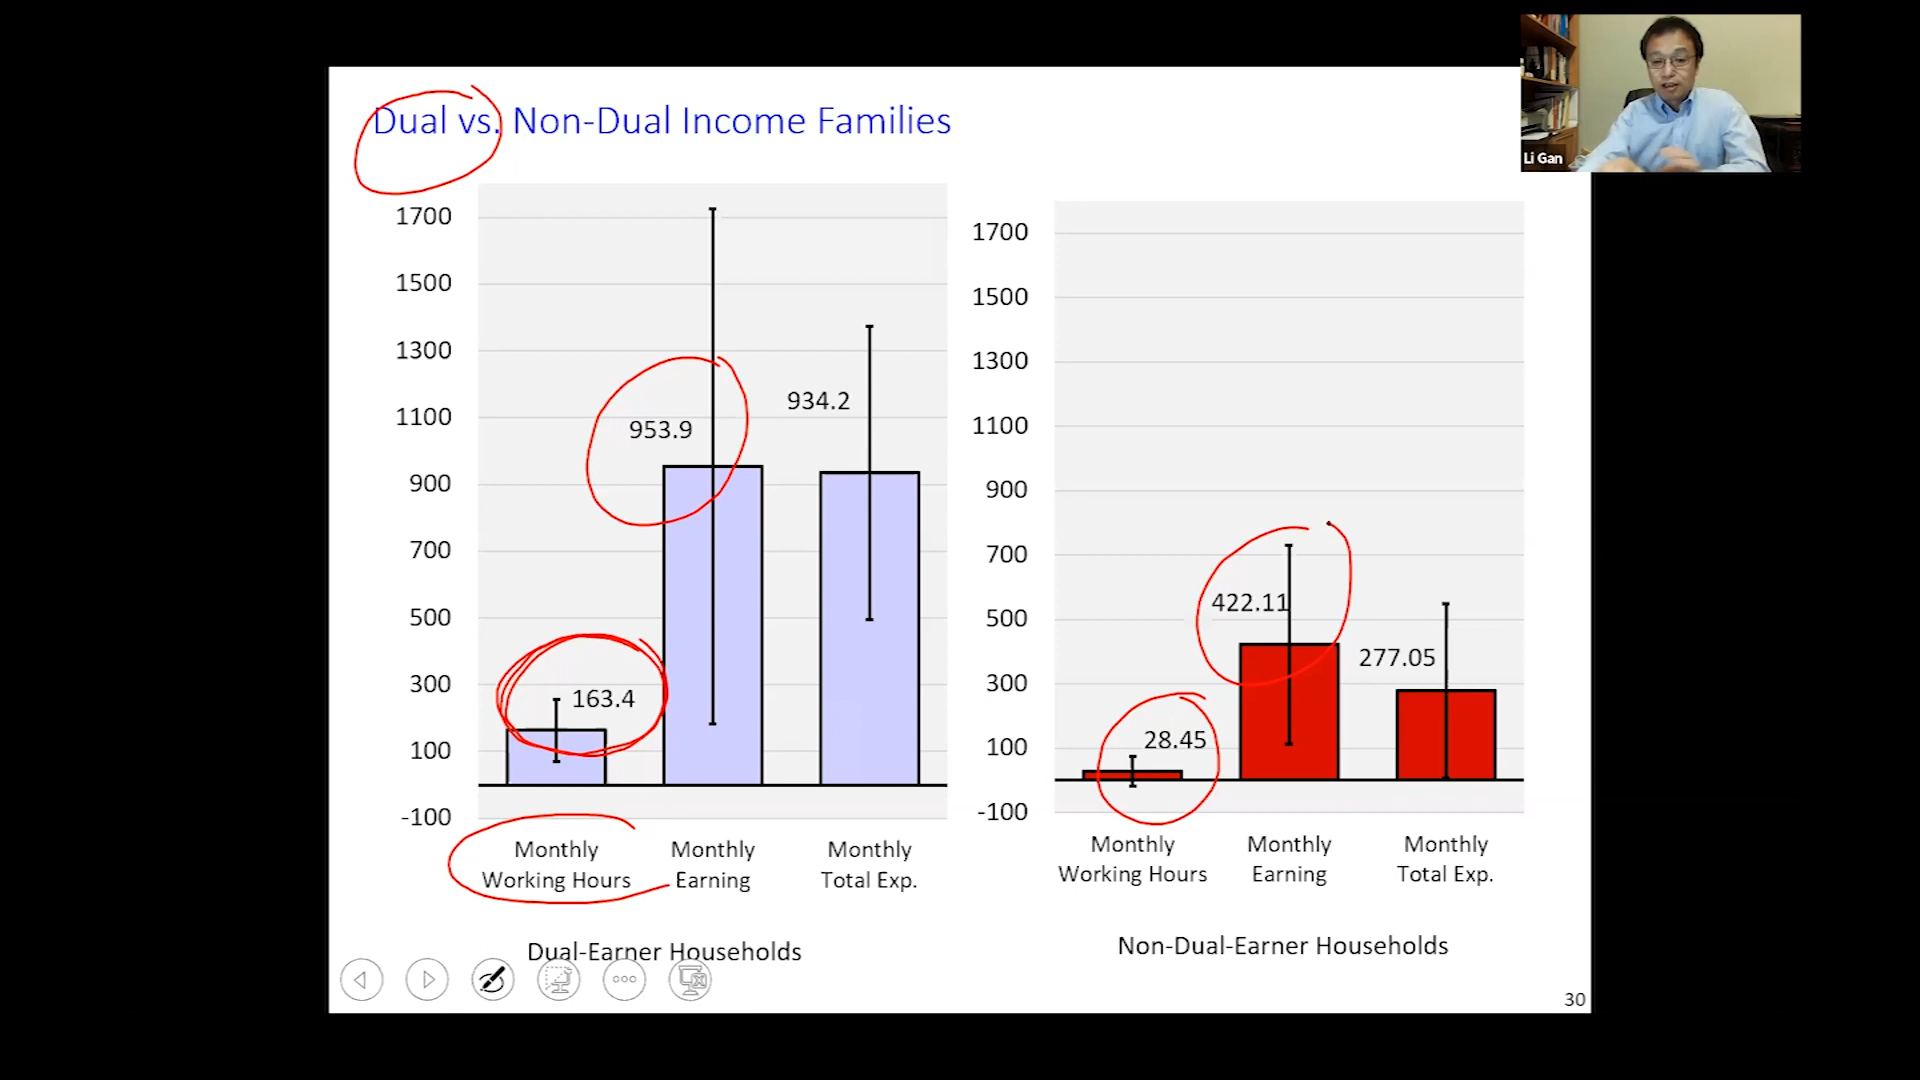 Li Gan
Dual vs. Non-Dual Income Families
1700
1500
1300
1100
900
700
500
300
100
-100
163.4
953.9
934.2
Monthly
Working Hours
Monthly
Earning
Monthly
Total Exp.
Dual-Earner Households
1700
1500
1300
1100
900
700
500
300
100
-100
28.45
422.11
277.05
Monthly
Working Hours
Monthly
Earning
Monthly
Total Exp.
Non-Dual-Earner Households
30